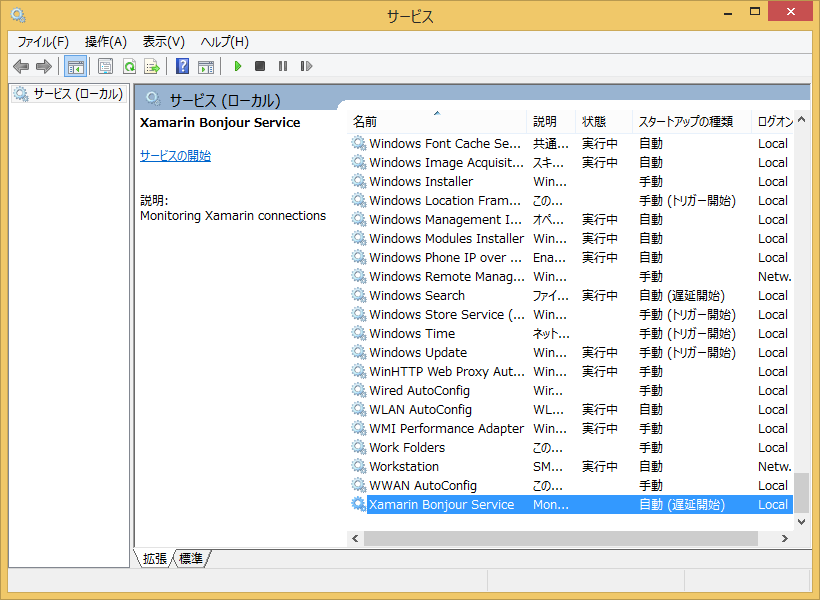 サービス
ファイル(F) 操作(A) 表示(V) ヘルプ(H)
サービス (ローカル)
サービス (ローカル)
Xamarin Bonjour Service
サービスの開始
説明:
Monitoring Xamarin connections
名前 説明 状態 スタートアップの種類 ログオン
Windows Font Cache Se... 共通... 実行中 自動 Local
Windows Image Acquisit... スキ... 実行中 自動 Local
Windows Installer Win... 手動 Local
Windows Location Fram... この... 手動 (トリガー開始) Local
Windows Management I... オペ... 実行中 自動 Local
Windows Modules Installer Win... 実行中 手動 Local
Windows Phone IP over ... Ena... 実行中 自動 Local
Windows Remote Manag... Win... 手動 Netw.
Windows Search ファイ... 実行中 自動 (遅延開始) Local
Windows Store Service (... Win... 手動 (トリガー開始) Local
Windows Time ネット... 手動 (トリガー開始) Local
Windows Update Win... 実行中 手動 (トリガー開始) Local
WinHTTP Web Proxy Aut... Win... 実行中 手動 Local
Wired AutoConfig Wir... 手動 Local
WLAN AutoConfig WL... 実行中 自動 Local
WMI Performance Adapter Win... 実行中 手動 Local
Work Folders この... 手動 Local
Workstation SM... 実行中 自動 Netw.
WWAN AutoConfig この... 手動 Local
Xamarin Bonjour Service Mon... 自動 (遅延開始) Local
拡張 標準